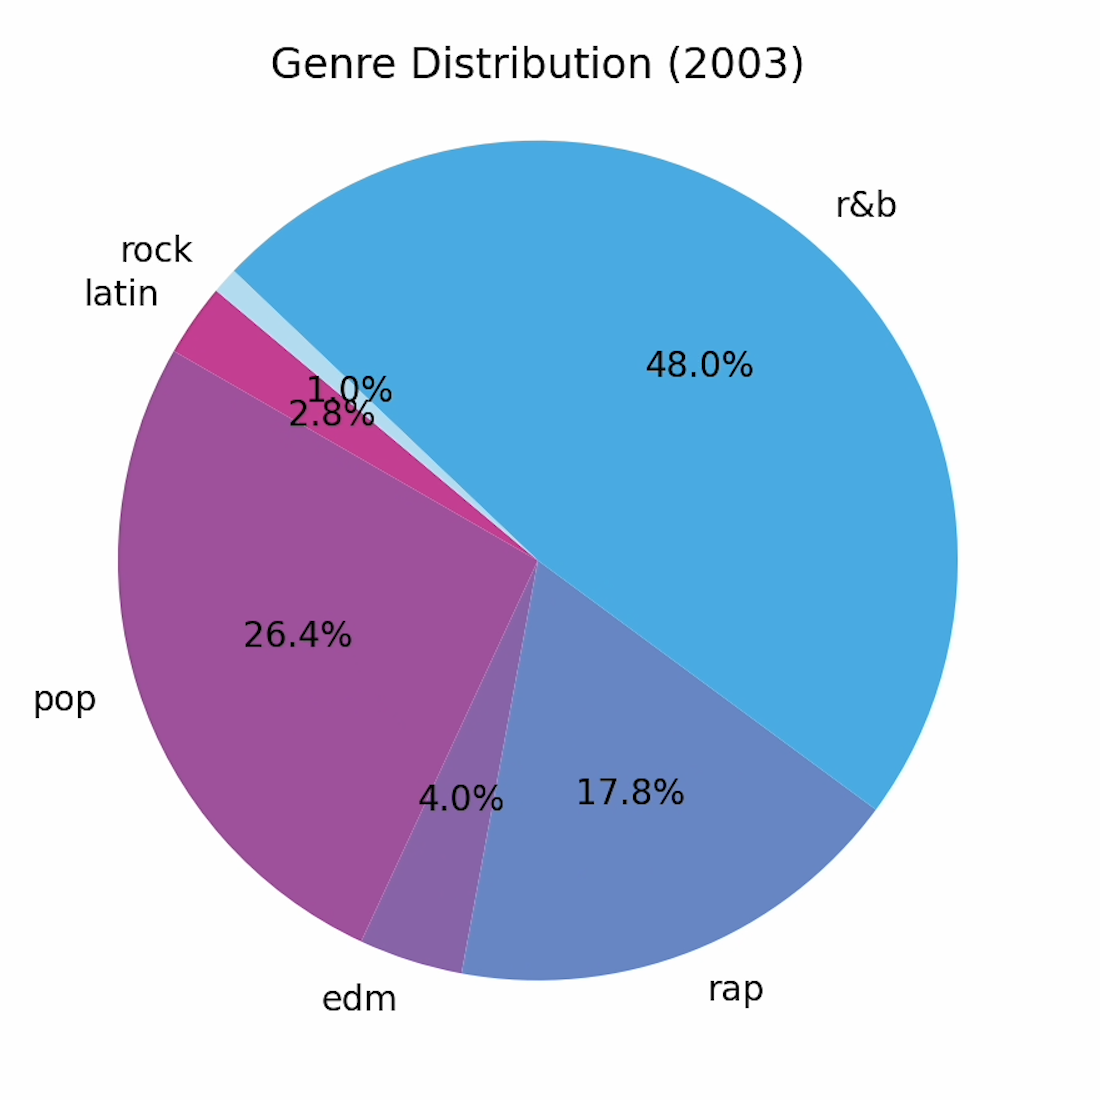 Genre Distribution (2003)
r&b
rock
latin
48.0%
1.0%
2.8%
26.4%
pop
4.0%
17.8%
edm
rap